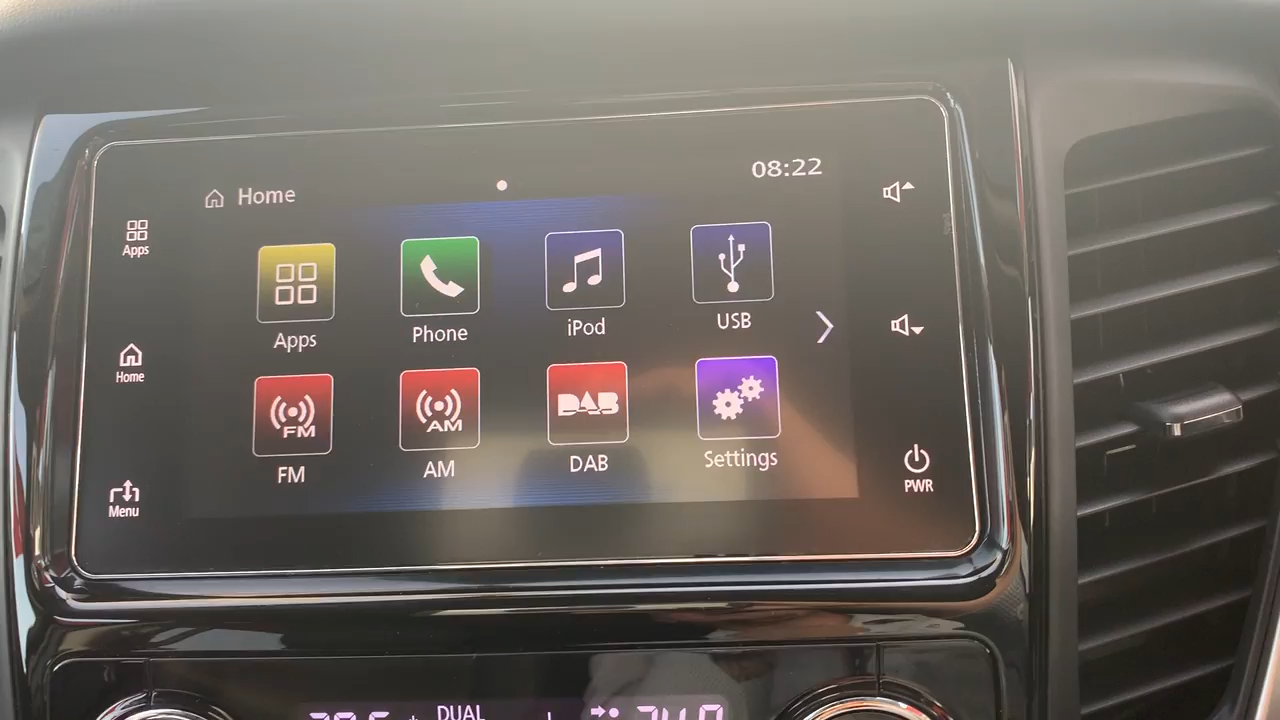 Home
08:22
Apps
Apps
Phone
iPod
USB
Home
FM
AM
DAB
FM
AM
DAB
Settings
Menu
PWR
DUAL